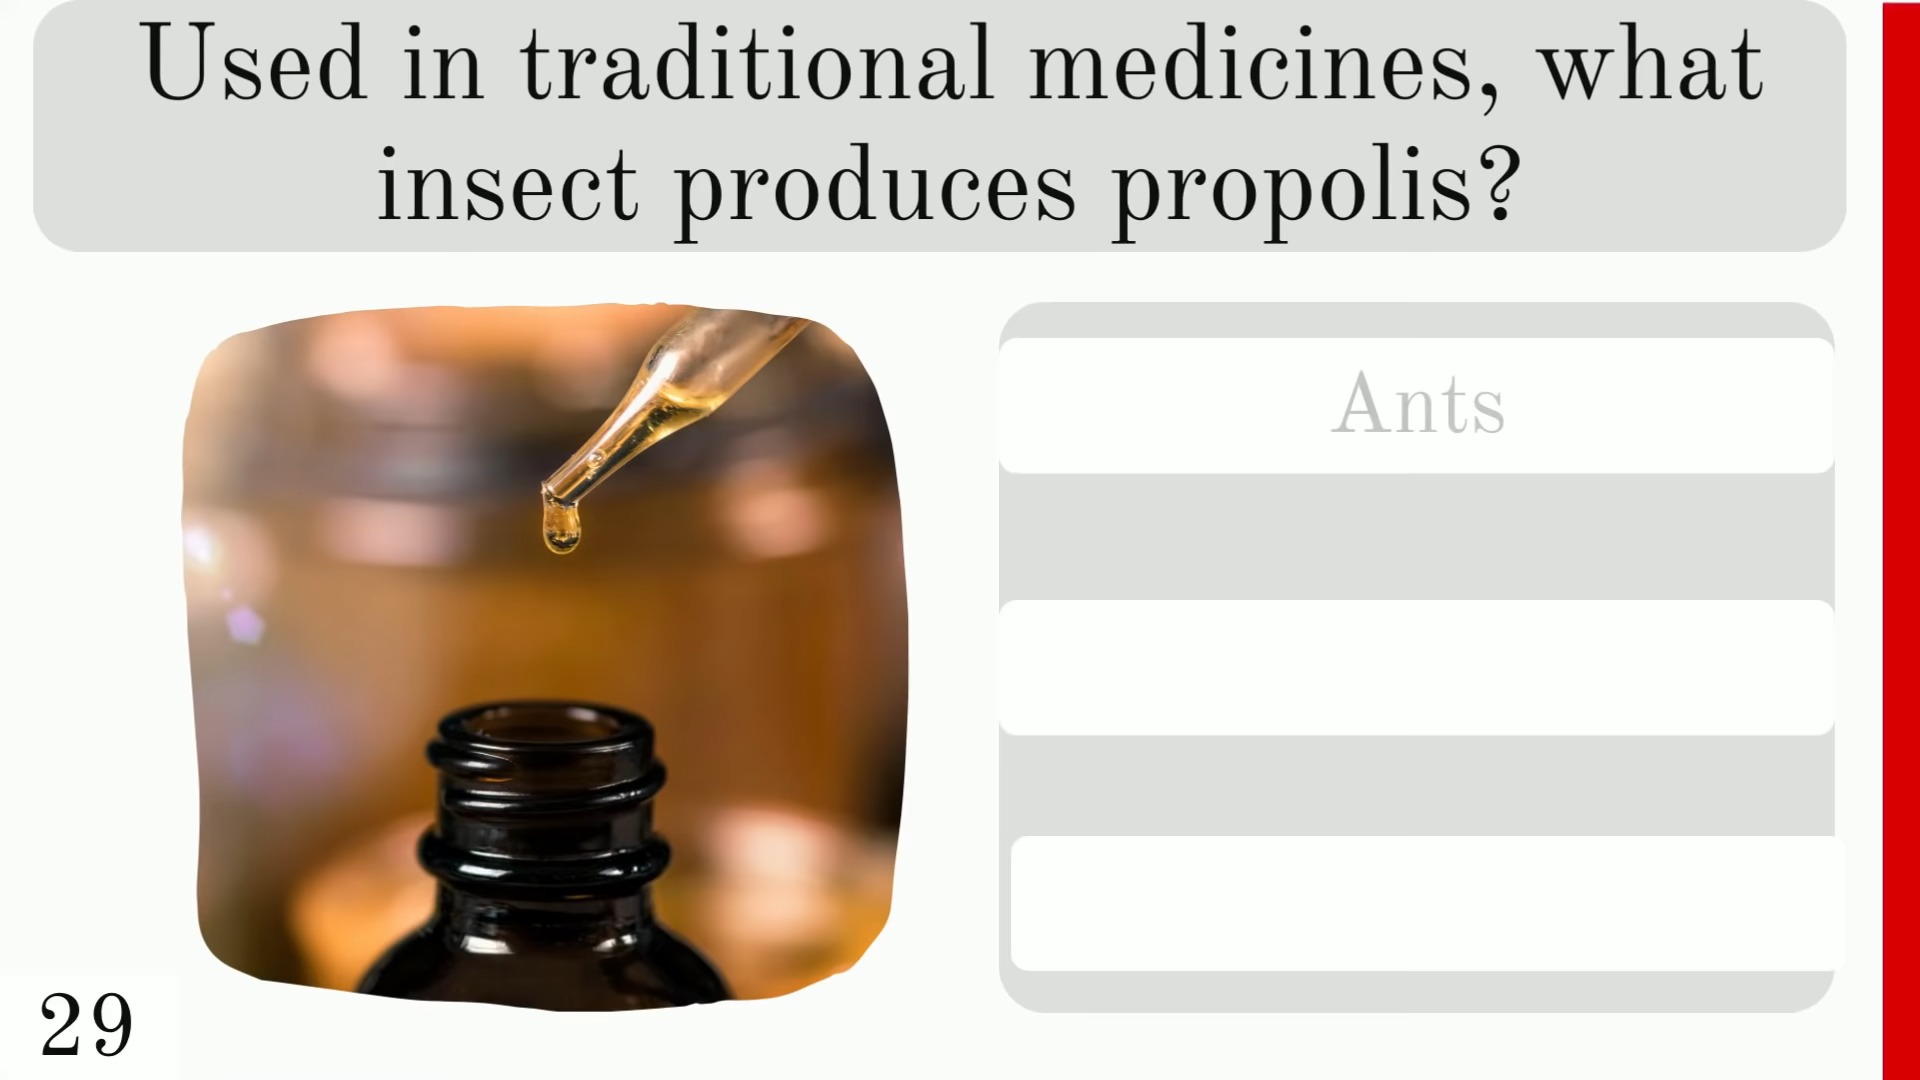 Used in traditional medicines, what
insect produces propolis?
Ants
29